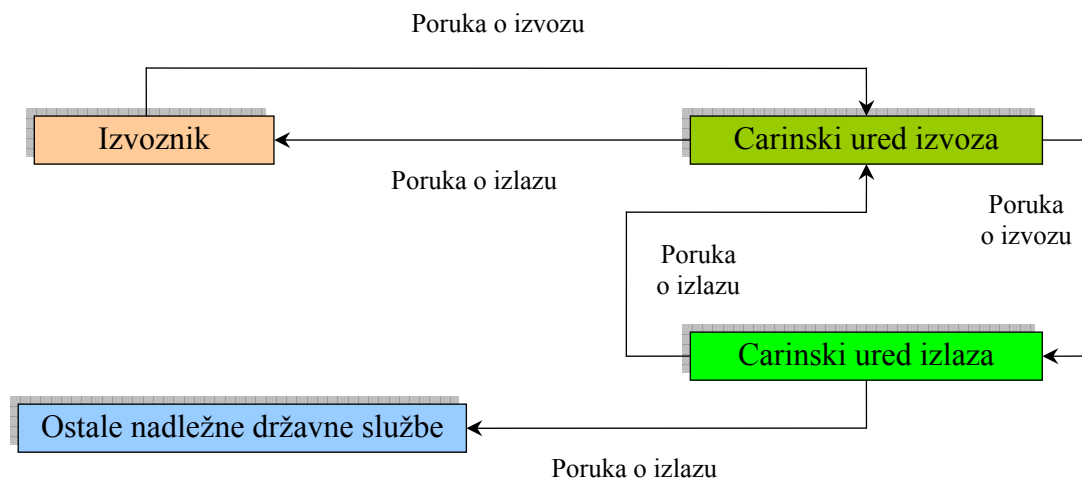 Poruka o izvozu
Izvoznik
Carinski ured izvoza
Poruka o izlazu
Poruka
o izvozu
Poruka
o izlazu
Carinski ured izlaza
Ostale nadležne državne službe
Poruka o izlazu